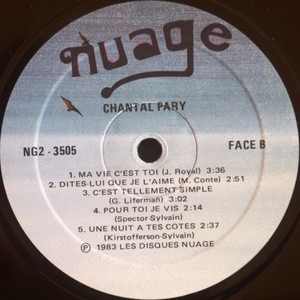 nuage
CHANTAL PARY
NG2 - 3505
FACE B
1. MA VIE C'EST TOI (J. Royal) 3:36
2. DITES-LUI QUE JE L'AIME (M. Conte) 2:51
3. C'EST TELLEMENT SIMPLE
(G. Liferman) 3:02
4. POUR TOI JE VIS 2:14
(Spector-Sylvain)
5. UNE NUIT A TES COTES 2:37
(Kirstofferson-Sylvain)
℗ 1983 LES DISQUES NUAGE